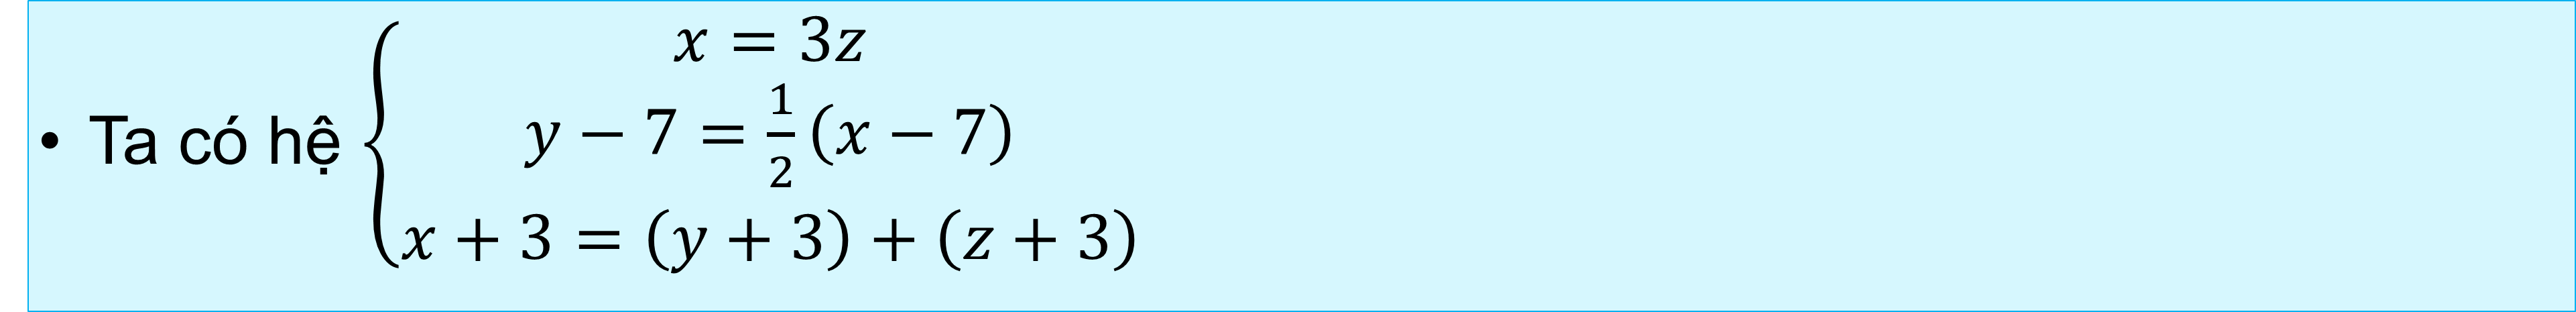 x = 3z
• Ta có hệ { y − 7 = 1/2 (x − 7)
x + 3 = (y + 3) + (z + 3)